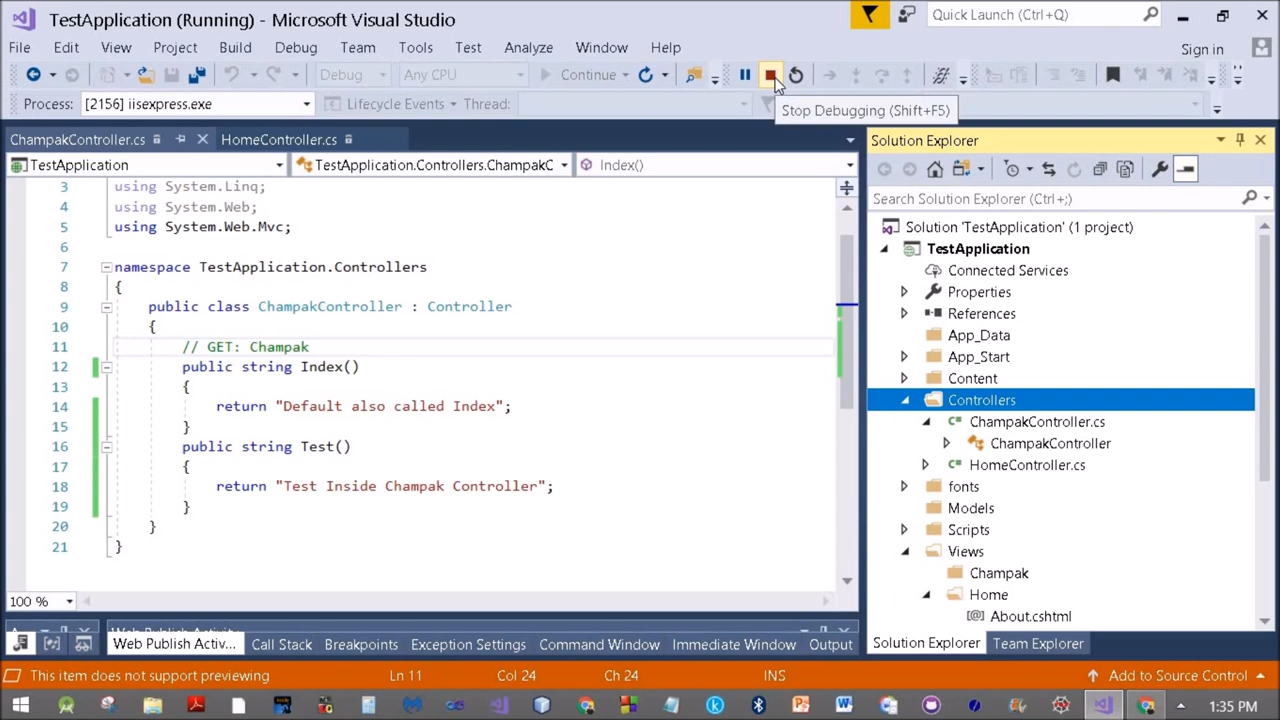 TestApplication (Running) - Microsoft Visual Studio
Quick Launch (Ctrl+Q)
File Edit View Project Build Debug Team Tools Test Analyze Window Help
Sign in
Debug Any CPU Continue
Process: [2156] iisexpress.exe Lifecycle Events Thread:
Stop Debugging (Shift+F5)
ChampakController.cs HomeController.cs
TestApplication TestApplication.Controllers.ChampakC Index()
3 using System.Linq;
4 using System.Web;
5 using System.Web.Mvc;
6
7 namespace TestApplication.Controllers
8 {
9 public class ChampakController : Controller
10 {
11 // GET: Champak
12 public string Index()
13 {
14 return "Default also called Index";
15 }
16 public string Test()
17 {
18 return "Test Inside Champak Controller";
19 }
20 }
21 }
100 %
Web Publish Activ... Call Stack Breakpoints Exception Settings Command Window Immediate Window Output
Solution Explorer
Search Solution Explorer (Ctrl+;)
Solution 'TestApplication' (1 project)
TestApplication
Connected Services
Properties
References
App_Data
App_Start
Content
Controllers
ChampakController.cs
ChampakController
HomeController.cs
fonts
Models
Scripts
Views
Champak
Home
About.cshtml
Solution Explorer Team Explorer
This item does not support previewing Ln 11 Col 24 Ch 24 INS Add to Source Control
1:35 PM